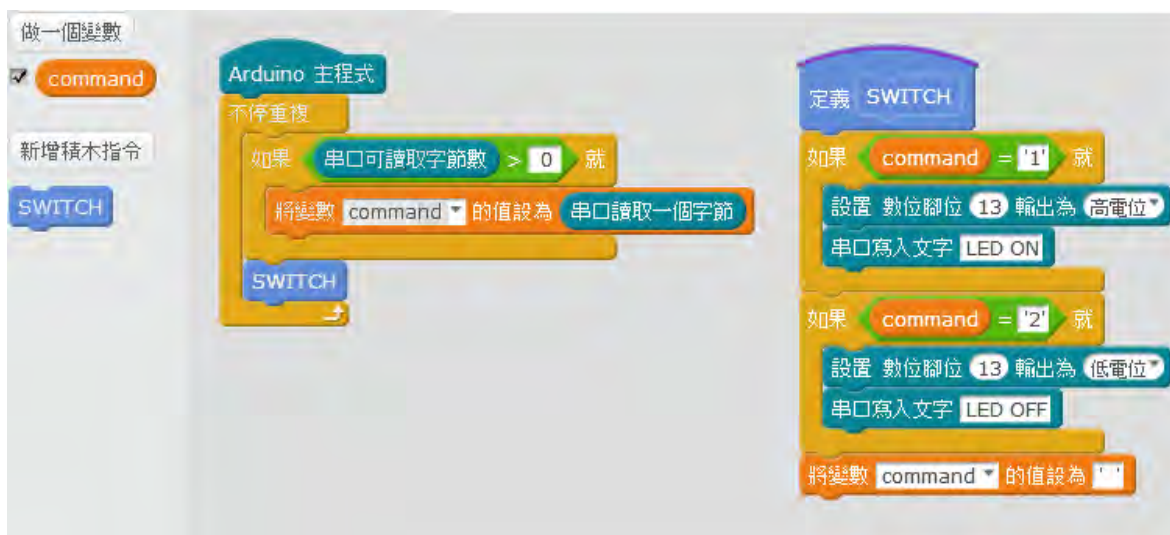 做一個變數
command
新增積木指令
SWITCH
Arduino 主程式
不停重複
如果 串口可讀取字節數 > 0 就
將變數 command 的值設為 串口讀取一個字節
SWITCH
定義 SWITCH
如果 command = '1' 就
設置 數位腳位 13 輸出為 高電位
串口寫入文字 LED ON
如果 command = '2' 就
設置 數位腳位 13 輸出為 低電位
串口寫入文字 LED OFF
將變數 command 的值設為 ' '